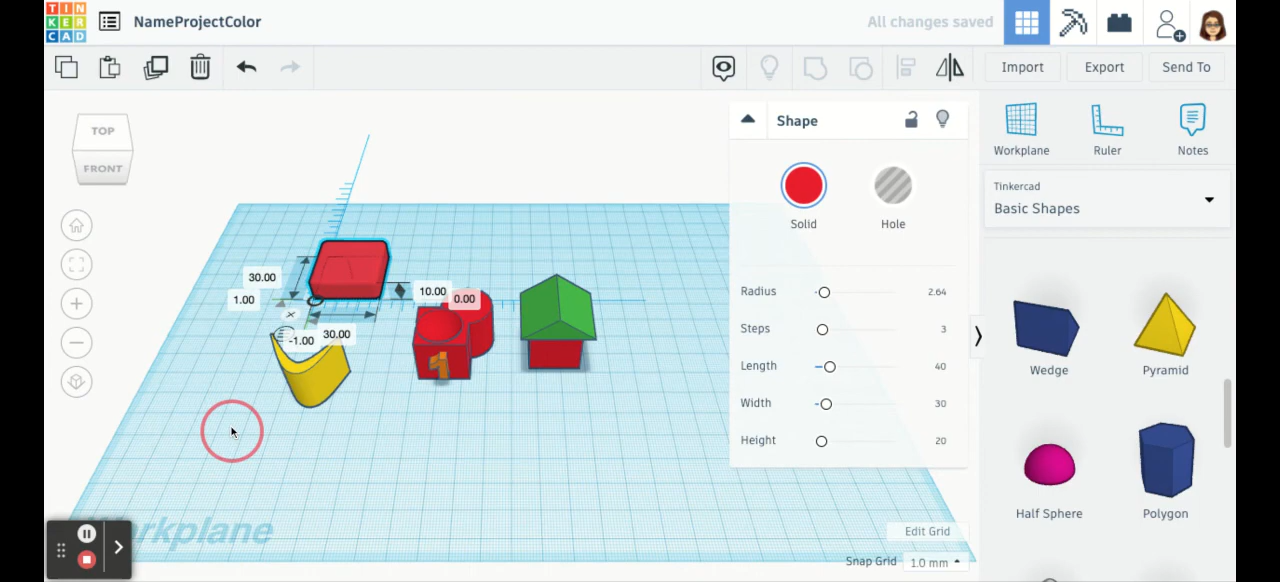 TIN
KER
CAD
NameProjectColor
All changes saved
Import
Export
Send To
TOP
FRONT
Shape
Solid
Hole
Radius
2.64
Steps
3
Length
40
Width
30
Height
20
Workplane
Ruler
Notes
Tinkercad
Basic Shapes
Wedge
Pyramid
Half Sphere
Polygon
30.00
1.00
10.00
0.00
-1.00
30.00
1
orkplane
Edit Grid
Snap Grid
1.0 mm